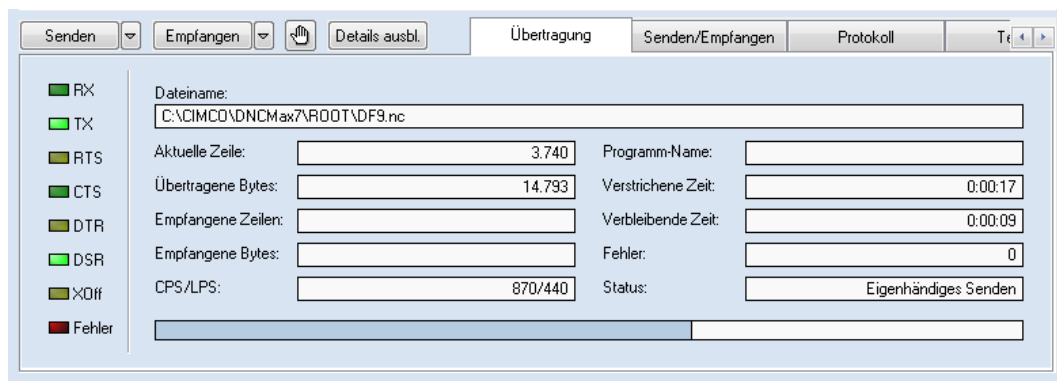 Senden Empfangen Details ausbl. Übertragung Senden/Empfangen Protokoll
RX
TX
RTS
CTS
DTR
DSR
XOff
Fehler
Dateiname:
C:\CIMCO\DNCMax7\ROOT\DF9.nc
Aktuelle Zeile: 3.740 Programm-Name:
Übertragene Bytes: 14.793 Verstrichene Zeit: 0:00:17
Empfangene Zeilen: Verbleibende Zeit: 0:00:09
Empfangene Bytes: Fehler: 0
CPS/LPS: 870/440 Status: Eigenhändiges Senden